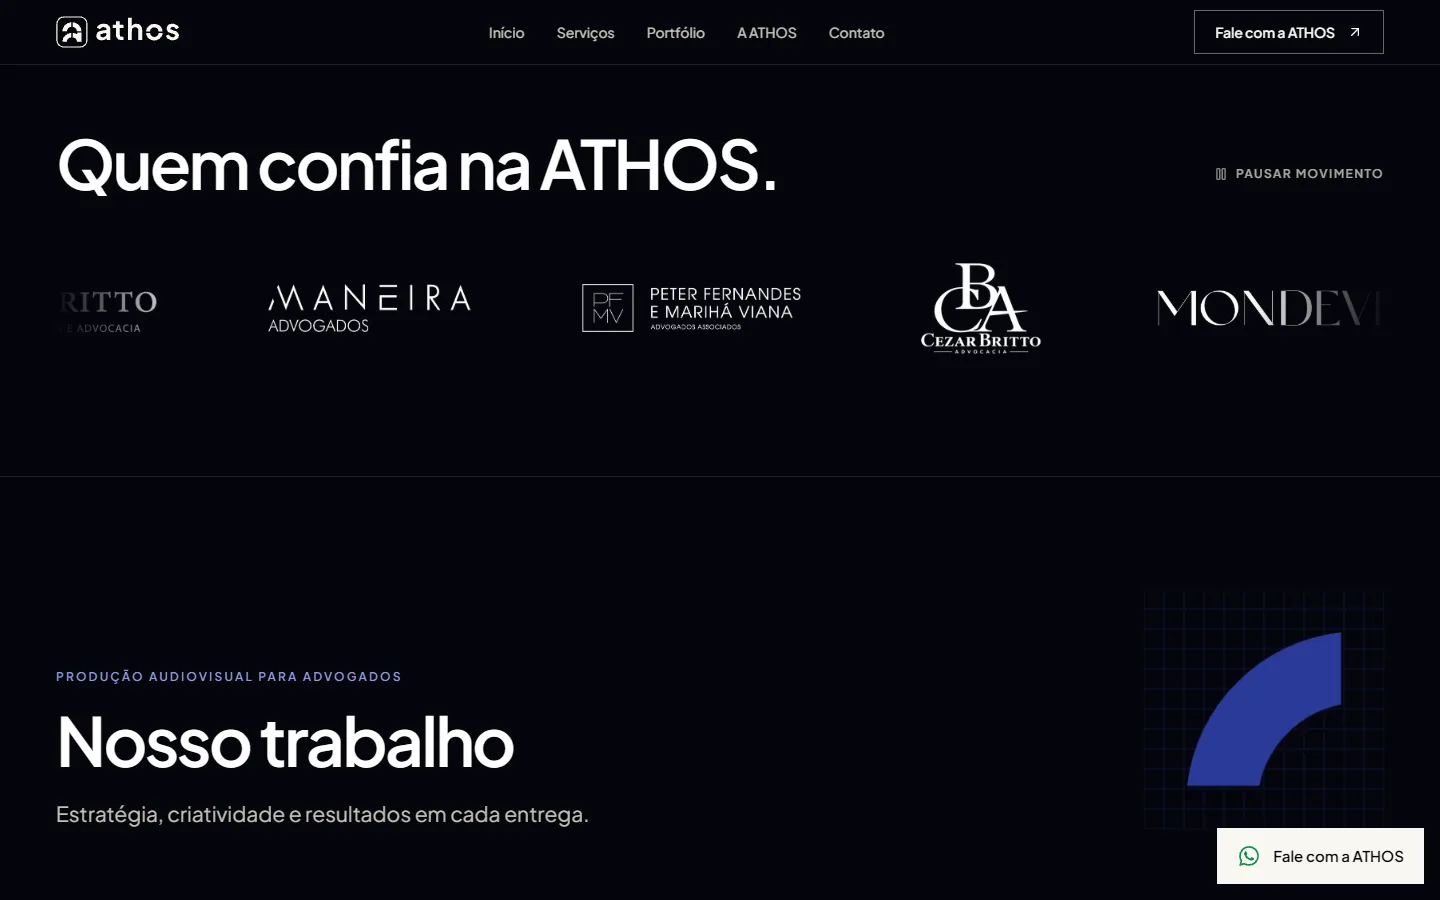 athos
Início
Serviços
Portfólio
A ATHOS
Contato
Fale com a ATHOS
Quem confia na ATHOS.
PAUSAR MOVIMENTO
RITTO
E ADVOCACIA
MANEIRA
ADVOGADOS
PF
MV
PETER FERNANDES
E MARIHÁ VIANA
ADVOGADOS ASSOCIADOS
CBA
CEZAR BRITTO
ADVOCACIA
MONDEV
PRODUÇÃO AUDIOVISUAL PARA ADVOGADOS
Nosso trabalho
Estratégia, criatividade e resultados em cada entrega.
Fale com a ATHOS